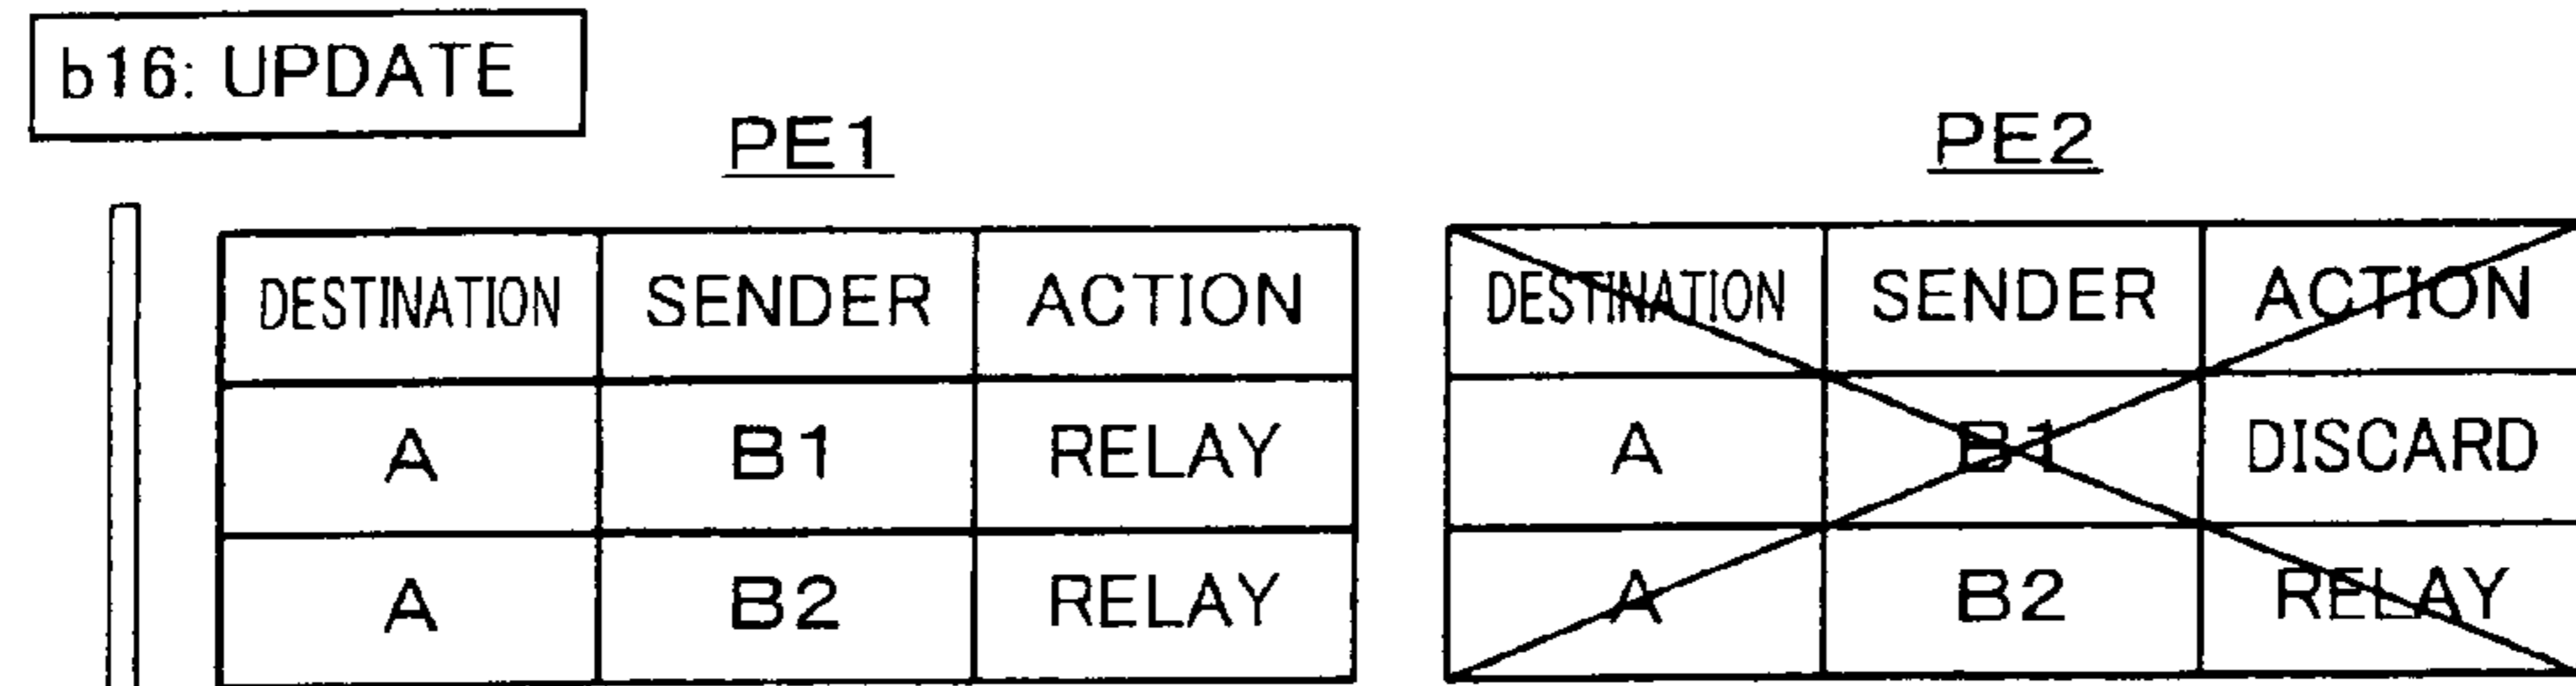 b16: UPDATE
PE1 PE2
DESTINATION SENDER ACTION DESTINATION SENDER ACTION
A B1 RELAY A B1 DISCARD
A B2 RELAY A B2 RELAY